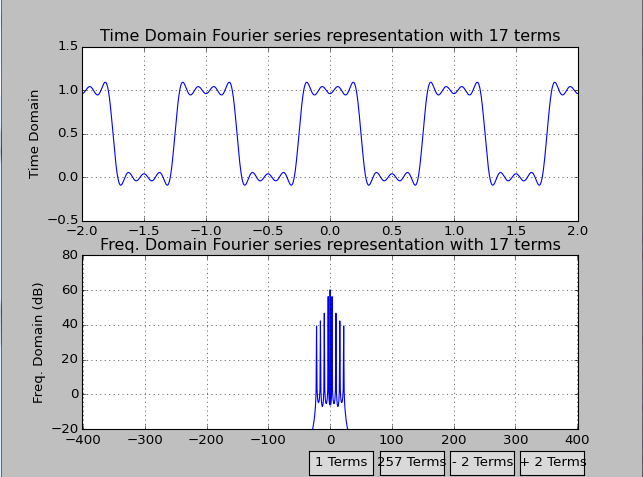 Time Domain Fourier series representation with 17 terms
1.5
1.0
0.5
0.0
−0.5
Time Domain
−2.0 −1.5 −1.0 −0.5 0.0 0.5 1.0 1.5 2.0
Freq. Domain Fourier series representation with 17 terms
80
60
40
20
0
−20
Freq. Domain (dB)
−400 −300 −200 −100 0 100 200 300 400
1 Terms 257 Terms - 2 Terms + 2 Terms